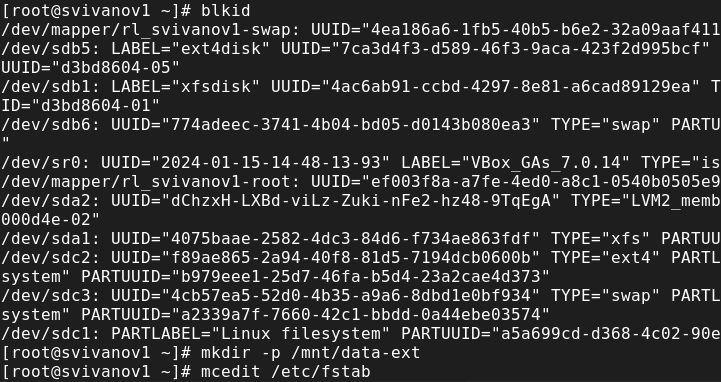 [root@svivanov1 ~]# blkid
/dev/mapper/rl_svivanov1-swap: UUID="4ea186a6-1fb5-40b5-b6e2-32a09aaf411
/dev/sdb5: LABEL="ext4disk" UUID="7ca3d4f3-d589-46f3-9aca-423f2d995bcf"
UUID="d3bd8604-05"
/dev/sdb1: LABEL="xfsdisk" UUID="4ac6ab91-ccbd-4297-8e81-a6cad89129ea" T
ID="d3bd8604-01"
/dev/sdb6: UUID="774adeec-3741-4b04-bd05-d0143b080ea3" TYPE="swap" PARTU
"
/dev/sr0: UUID="2024-01-15-14-48-13-93" LABEL="VBox_GAs_7.0.14" TYPE="is
/dev/mapper/rl_svivanov1-root: UUID="ef003f8a-a7fe-4ed0-a8c1-0540b0505e9
/dev/sda2: UUID="dChzxH-LXBd-viLz-Zuki-nFe2-hz48-9TqEgA" TYPE="LVM2_memb
000d4e-02"
/dev/sda1: UUID="4075baae-2582-4dc3-84d6-f734ae863fdf" TYPE="xfs" PARTUU
/dev/sdc2: UUID="f89ae865-2a94-40f8-81d5-7194dcb0600b" TYPE="ext4" PARTL
system" PARTUUID="b979eee1-25d7-46fa-b5d4-23a2cae4d373"
/dev/sdc3: UUID="4cb57ea5-52d0-4b35-a9a6-8dbd1e0bf934" TYPE="swap" PARTL
system" PARTUUID="a2339a7f-7660-42c1-bbdd-0a44ebe03574"
/dev/sdc1: PARTLABEL="Linux filesystem" PARTUUID="a5a699cd-d368-4c02-90e
[root@svivanov1 ~]# mkdir -p /mnt/data-ext
[root@svivanov1 ~]# mcedit /etc/fstab